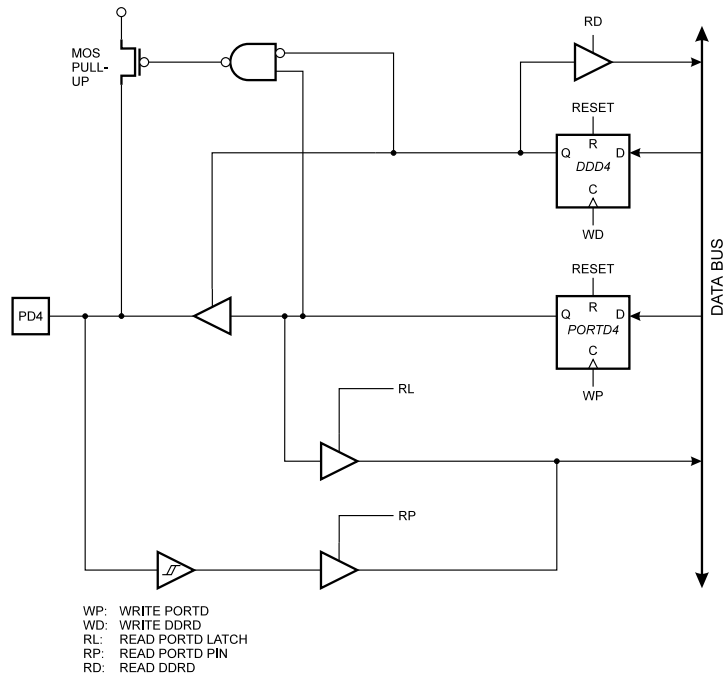 RD
MOS
PULL-
UP
RESET
R
Q
D
DDD4
C
WD
DATA BUS
RESET
R
PD4
Q
D
PORTD4
C
WP
RL
RP
WP: WRITE PORTD
WD: WRITE DDRD
RL: READ PORTD LATCH
RP: READ PORTD PIN
RD: READ DDRD